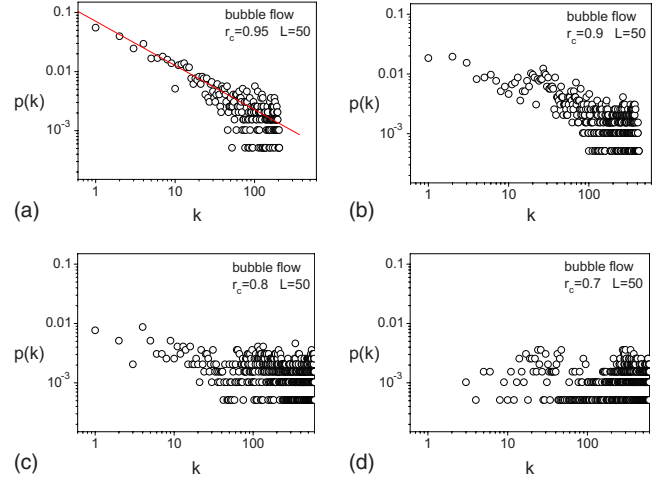 bubble flow
r_c=0.95 L=50
0.1
0.01
10^-3
p(k)
1 10 100
k
(a)
bubble flow
r_c=0.9 L=50
0.1
0.01
10^-3
p(k)
1 10 100
k
(b)
bubble flow
r_c=0.8 L=50
0.1
0.01
10^-3
p(k)
1 10 100
k
(c)
bubble flow
r_c=0.7 L=50
0.1
0.01
10^-3
p(k)
1 10 100
k
(d)